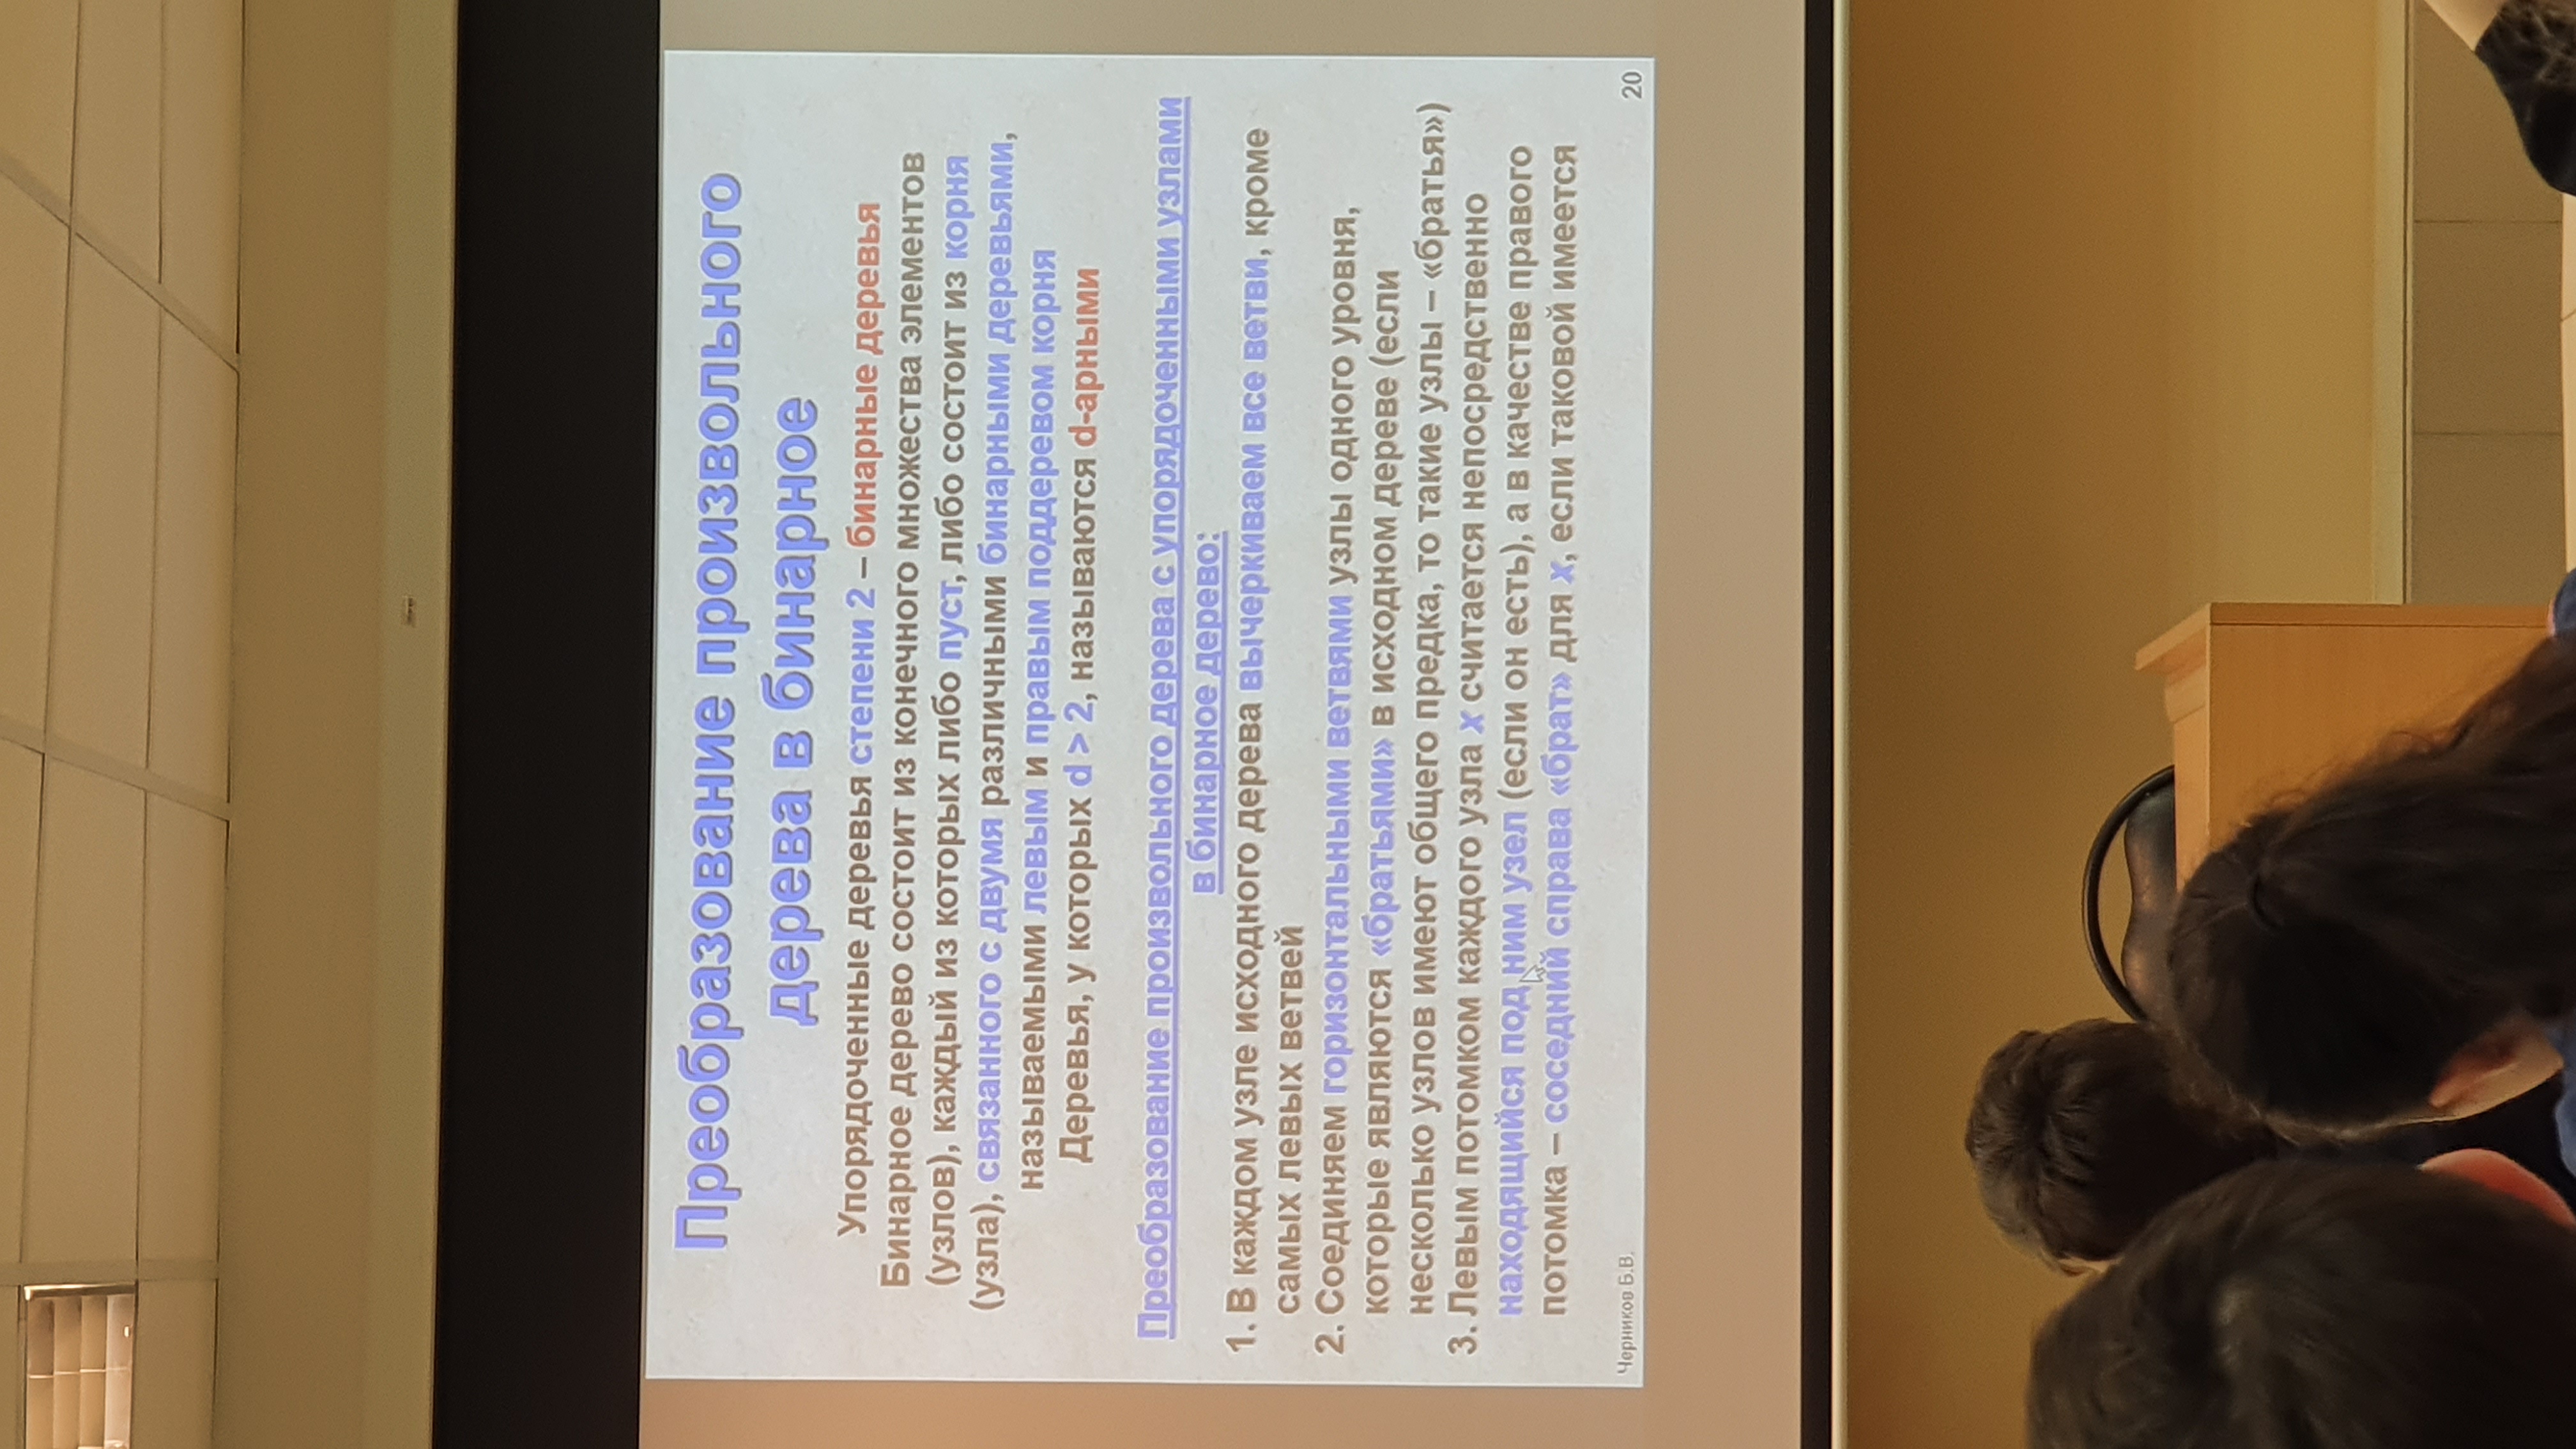 Преобразование произвольного
дерева в бинарное
Упорядоченные деревья степени 2 – бинарные деревья
Бинарное дерево состоит из конечного множества элементов
(узлов), каждый из которых либо пуст, либо состоит из корня
(узла), связанного с двумя различными бинарными деревьями,
называемыми левым и правым поддеревом корня
Деревья, у которых d > 2, называются d-арными
Преобразование произвольного дерева с упорядоченными узлами
в бинарное дерево:
1. В каждом узле исходного дерева вычеркиваем все ветви, кроме
самых левых ветвей
2. Соединяем горизонтальными ветвями узлы одного уровня,
которые являются «братьями» в исходном дереве (если
несколько узлов имеют общего предка, то такие узлы – «братья»)
3. Левым потомком каждого узла x считается непосредственно
находящийся под ним узел (если он есть), а в качестве правого
потомка – соседний справа «брат» для x, если таковой имеется
Черников Б.В.
20